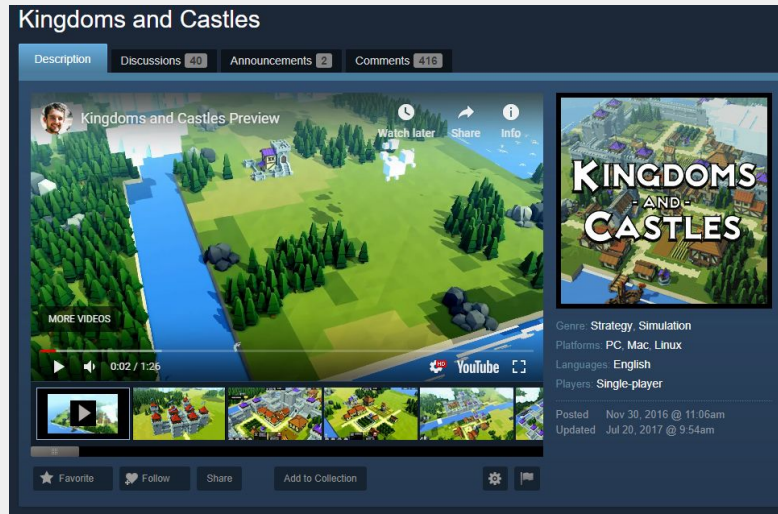 Kingdoms and Castles
Description
Discussions 40
Announcements 2
Comments 416
Kingdoms and Castles Preview
Watch later
Share
Info
MORE VIDEOS
0:02 / 1:26
HD
YouTube
KINGDOMS
- AND -
CASTLES
Genre: Strategy, Simulation
Platforms: PC, Mac, Linux
Languages: English
Players: Single-player
Posted Nov 30, 2016 @ 11:06am
Updated Jul 20, 2017 @ 9:54am
Favorite
Follow
Share
Add to Collection